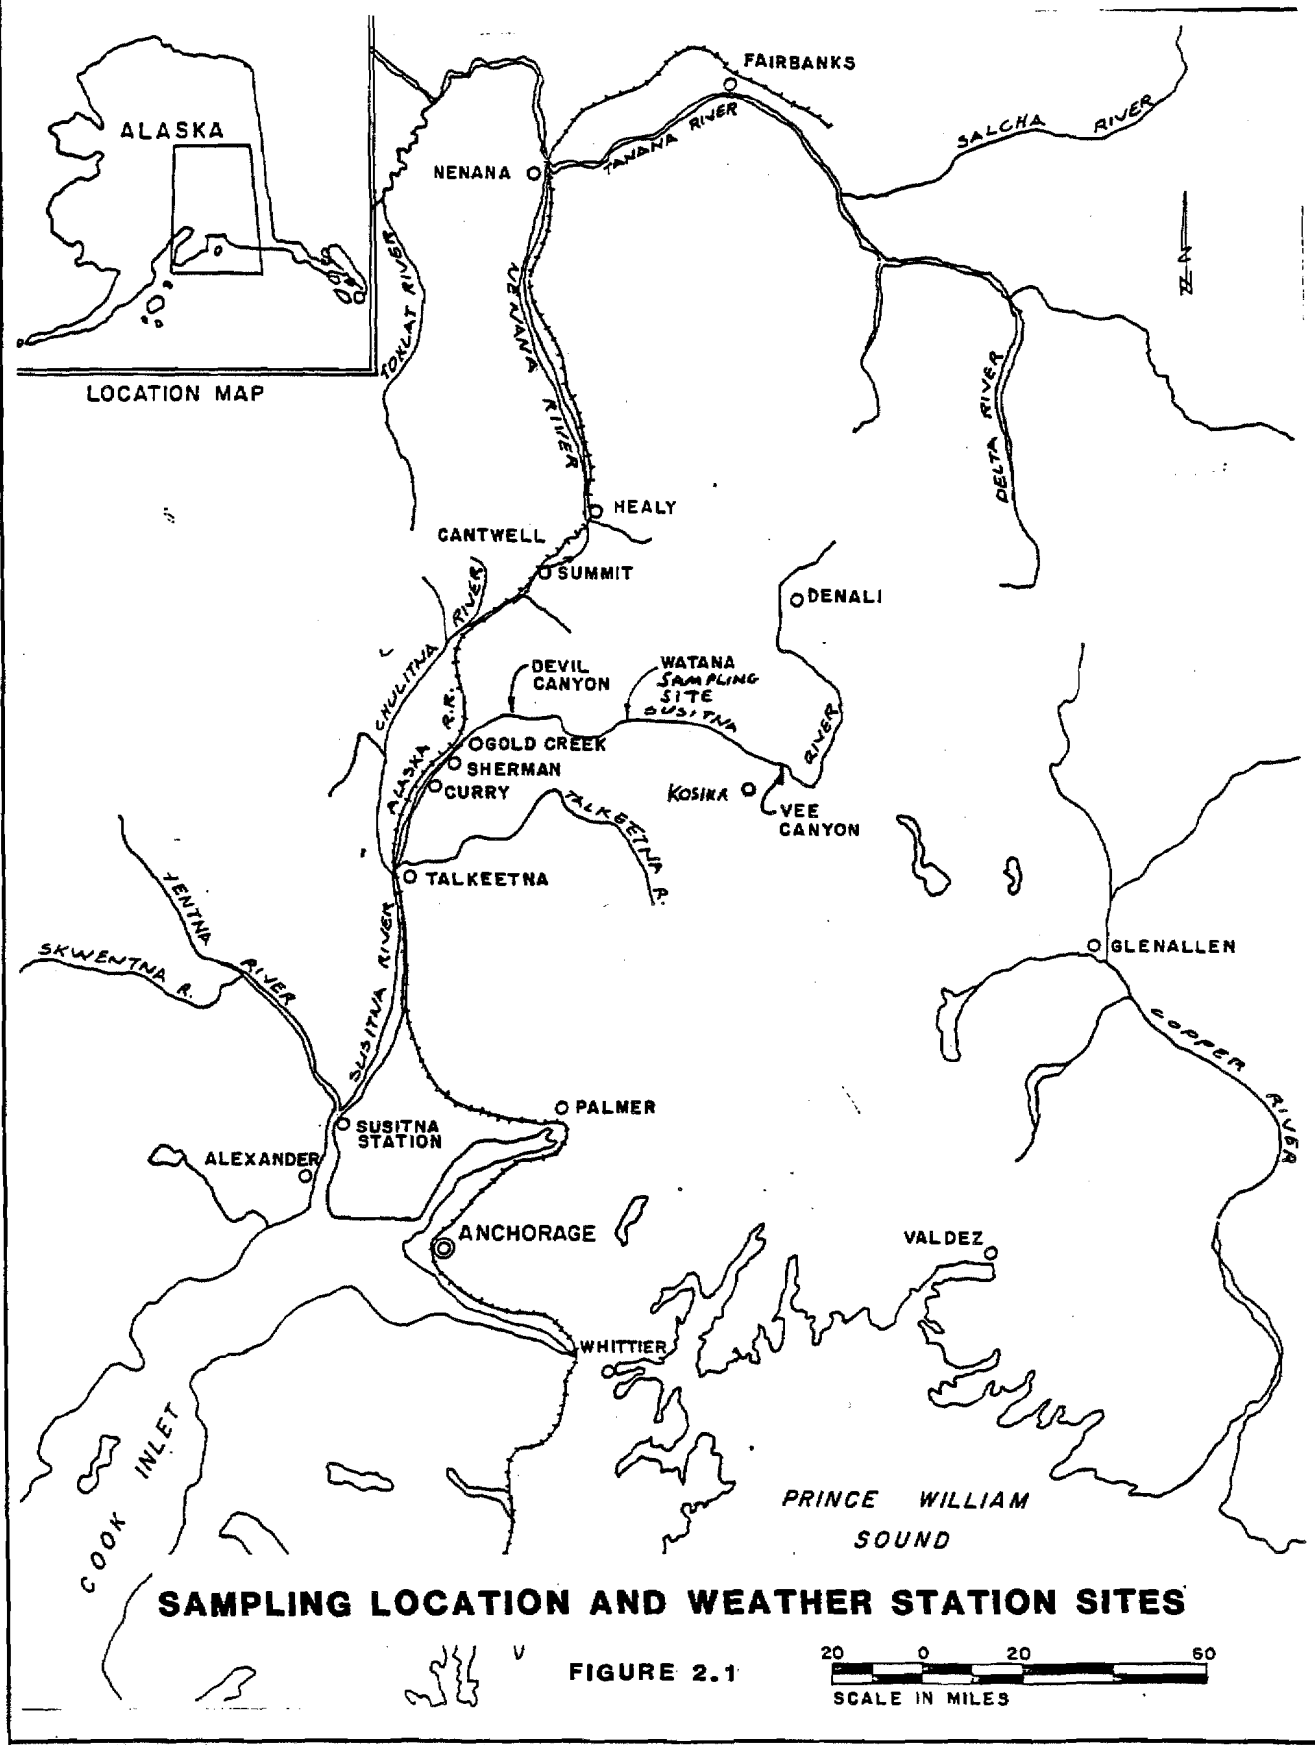 FAIRBANKS
ALASKA
SALCHA RIVER
TANANA RIVER
NENANA
N
TOKLAT RIVER
NENANA RIVER
DELTA RIVER
LOCATION MAP
HEALY
CANTWELL
SUMMIT
DENALI
CHULITNA RIVER
DEVIL
CANYON
WATANA
SAMPLING
SITE
SUSITNA RIVER
ALASKA R.R.
GOLD CREEK
SHERMAN
CURRY
KOSINA
VEE
CANYON
TALKEETNA R.
TALKEETNA
YENTNA RIVER
SKWENTNA R.
SUSITNA RIVER
GLENALLEN
COPPER RIVER
PALMER
SUSITNA
STATION
ALEXANDER
ANCHORAGE
VALDEZ
WHITTIER
COOK INLET
PRINCE WILLIAM
SOUND
SAMPLING LOCATION AND WEATHER STATION SITES
FIGURE 2.1
20 0 20 60
SCALE IN MILES